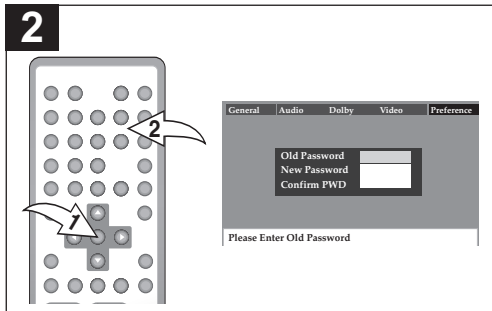 2
2
1
General Audio Dolby Video Preference
Old Password
New Password
Confirm PWD
Please Enter Old Password